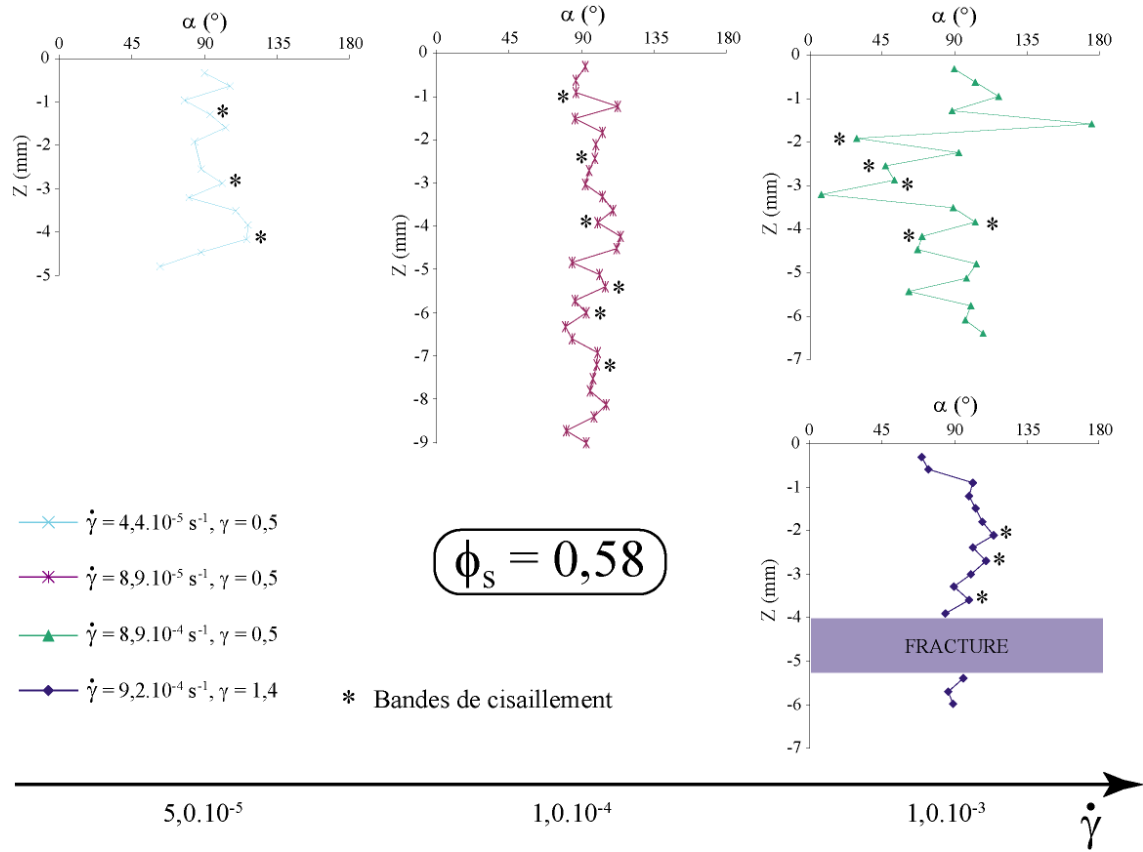 α (°)
0 45 90 135 180
Z (mm)
0
-1
-2
-3
-4
-5
*
*
*
α (°)
0 45 90 135 180
Z (mm)
0
-1
-2
-3
-4
-5
-6
-7
-8
-9
*
*
*
*
*
*
α (°)
0 45 90 135 180
Z (mm)
0
-1
-2
-3
-4
-5
-6
-7
*
*
*
*
*
α (°)
0 45 90 135 180
Z (mm)
0
-1
-2
-3
-4
-5
-6
-7
*
*
*
FRACTURE
γ̇ = 4,4.10⁻⁵ s⁻¹, γ = 0,5
γ̇ = 8,9.10⁻⁵ s⁻¹, γ = 0,5
γ̇ = 8,9.10⁻⁴ s⁻¹, γ = 0,5
γ̇ = 9,2.10⁻⁴ s⁻¹, γ = 1,4
ϕₛ = 0,58
* Bandes de cisaillement
5,0.10⁻⁵ 1,0.10⁻⁴ 1,0.10⁻³ γ̇